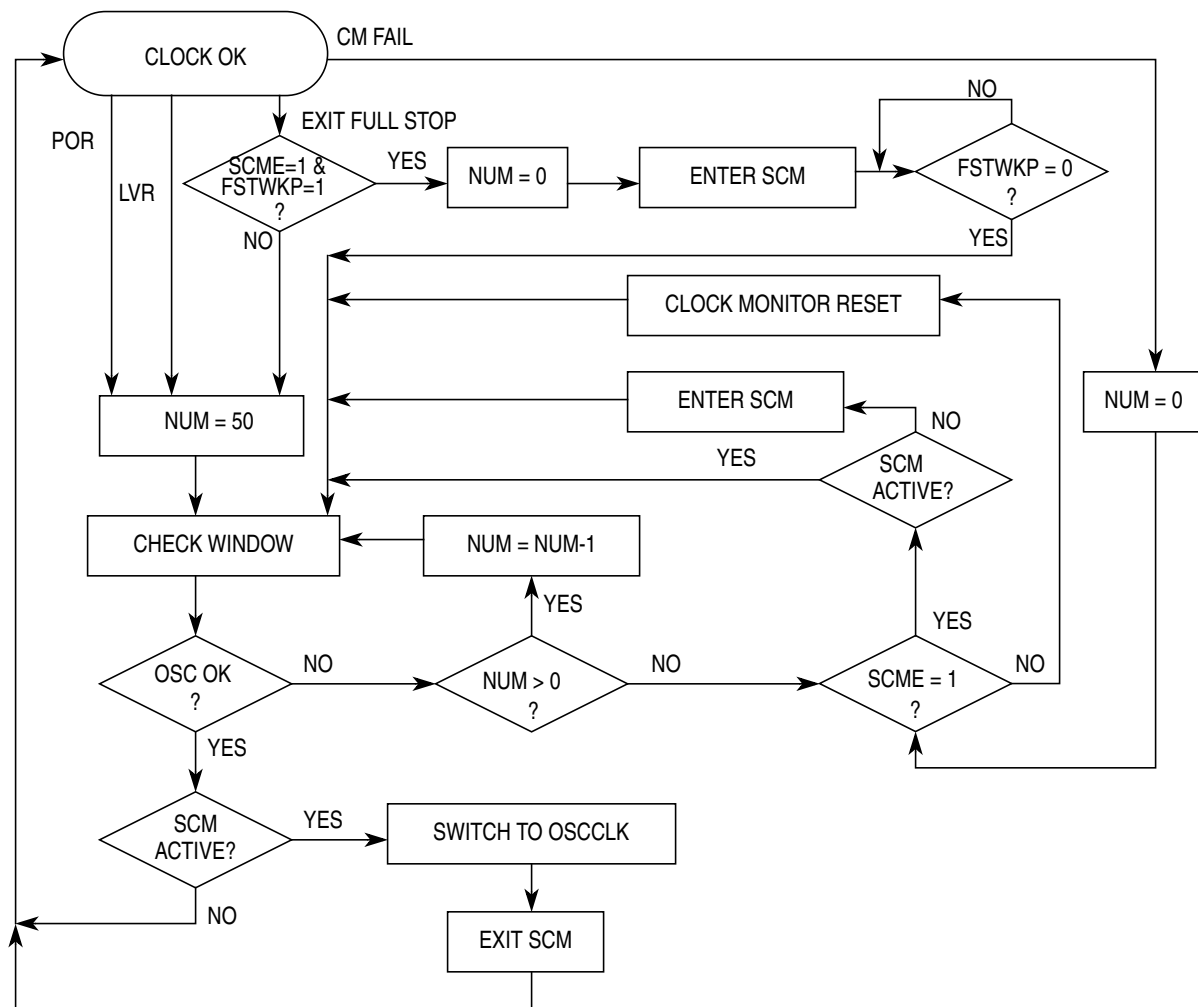 CM FAIL
CLOCK OK
NO
EXIT FULL STOP
POR
SCME=1 &
FSTWKP=1
?
YES
NUM = 0
ENTER SCM
FSTWKP = 0
?
LVR
NO
YES
CLOCK MONITOR RESET
NUM = 50
ENTER SCM
NUM = 0
NO
YES
SCM
ACTIVE?
CHECK WINDOW
NUM = NUM-1
YES
YES
OSC OK
?
NO
NUM > 0
?
NO
SCME = 1
?
NO
YES
SCM
ACTIVE?
YES
SWITCH TO OSCCLK
NO
EXIT SCM